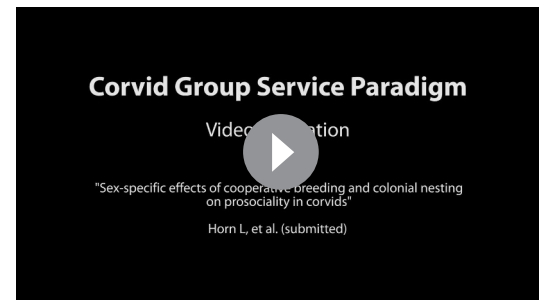 Corvid Group Service Paradigm
Video
"Sex-specific effects of cooperative breeding and colonial nesting
on prosociality in corvids"
Horn L, et al. (submitted)